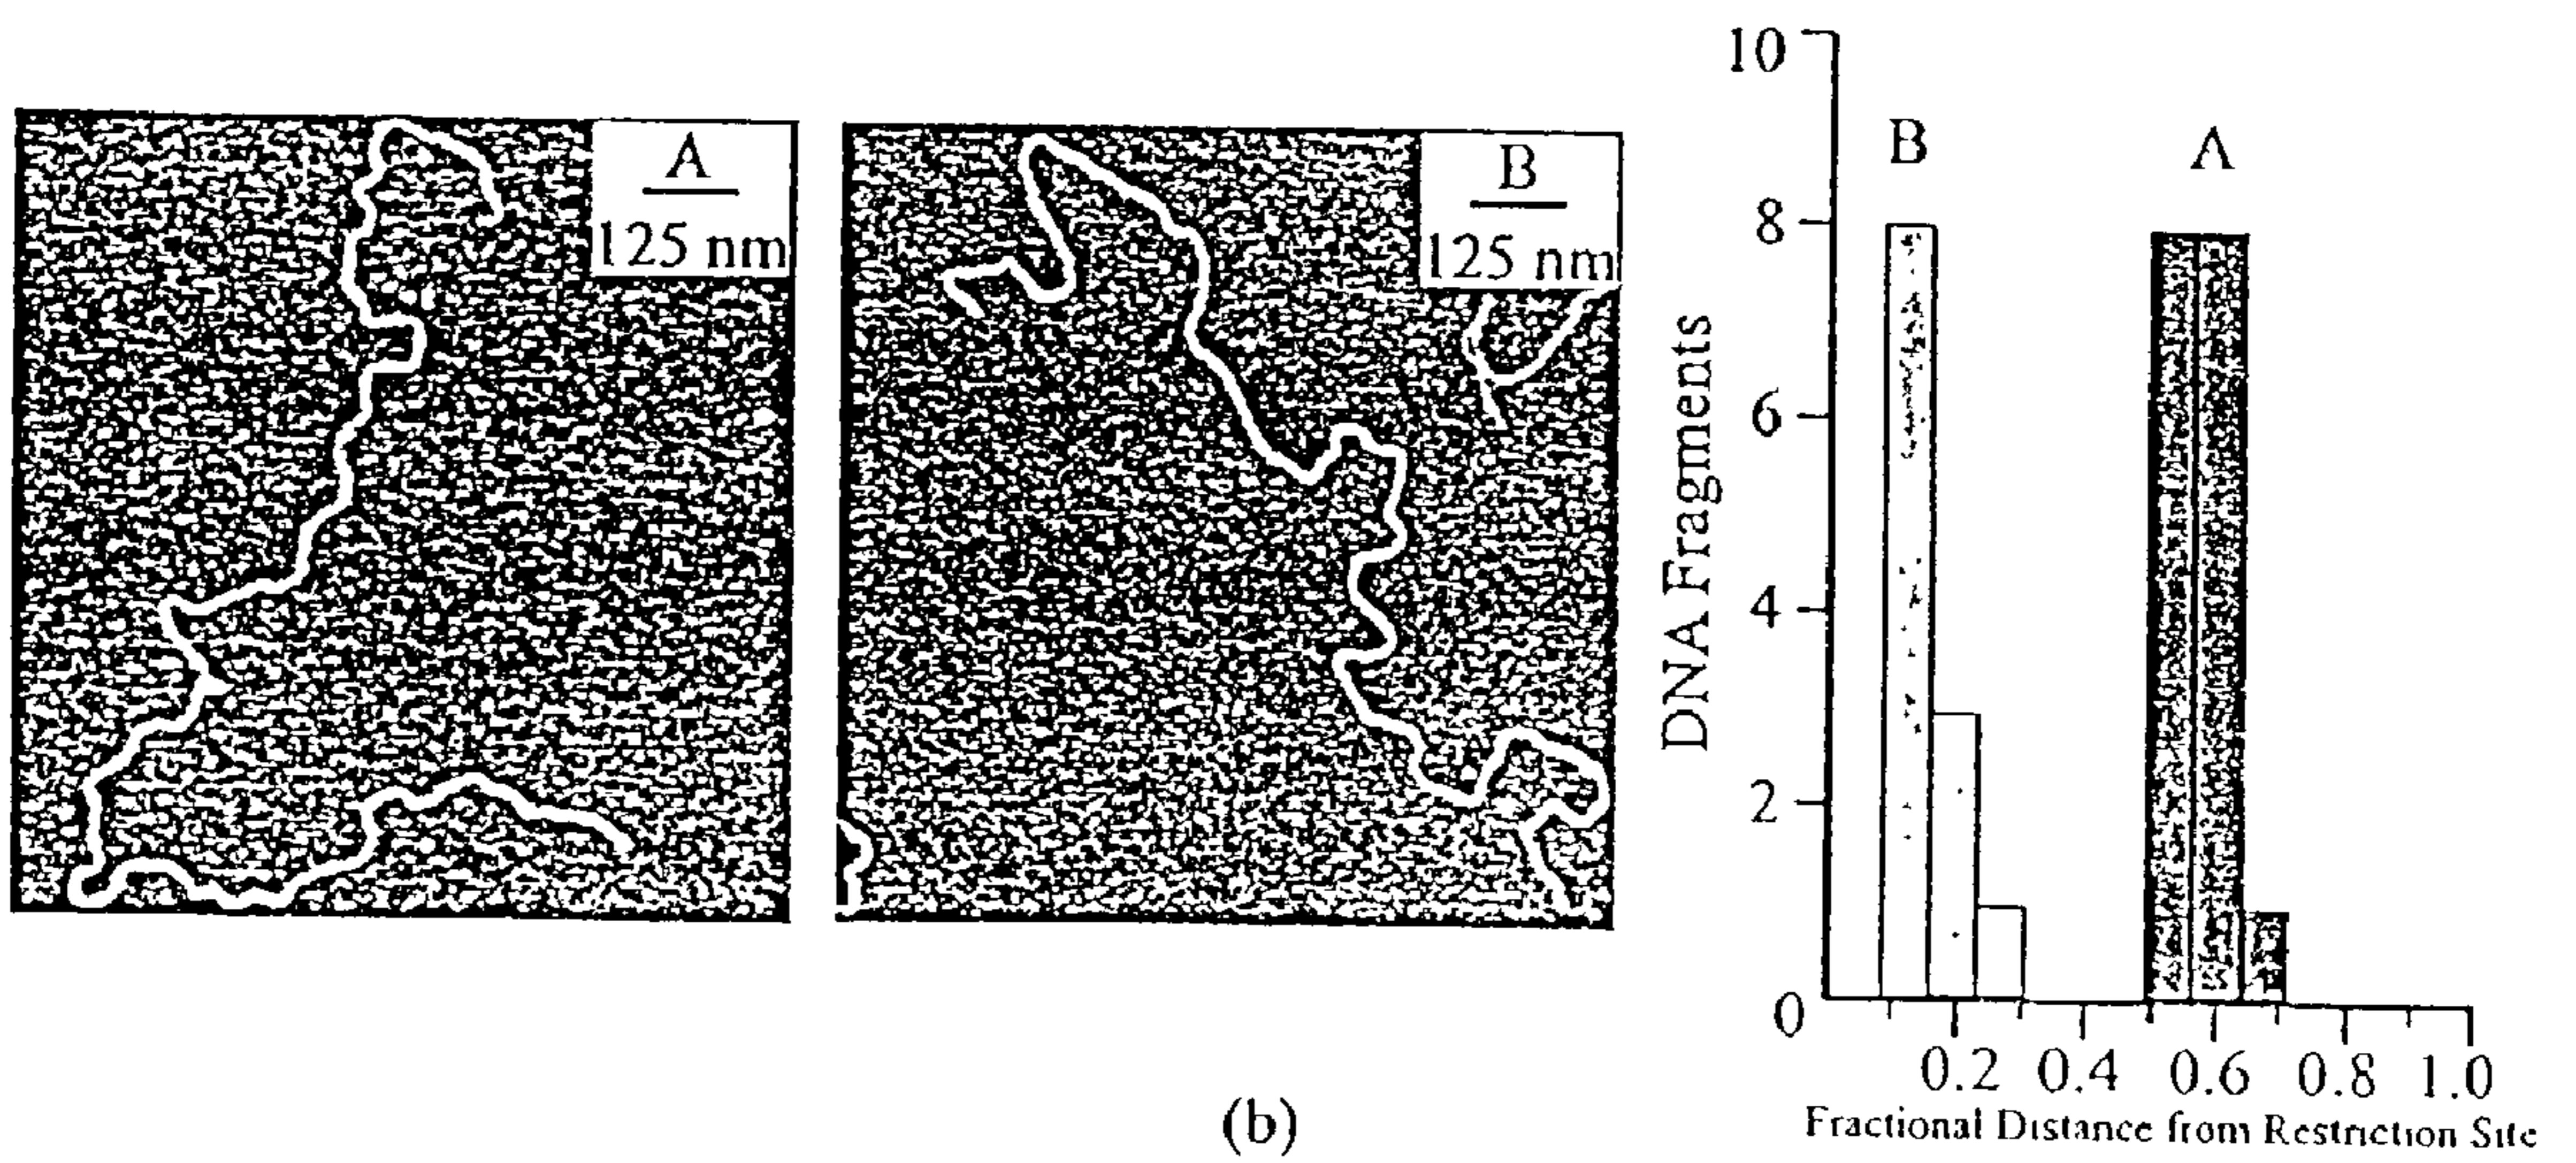 A
125 nm
B
125 nm
DNA Fragments
10
8
6
4
2
0
B
A
0.2 0.4 0.6 0.8 1.0
Fractional Distance from Restriction Site
(b)